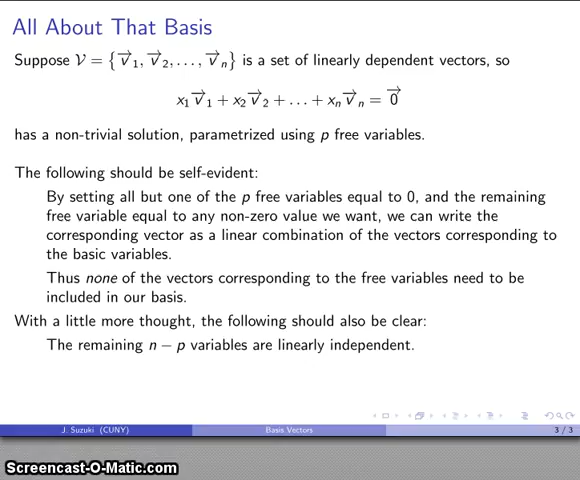 All About That Basis
Suppose 𝒱 = {v⃗₁, v⃗₂, . . . , v⃗ₙ} is a set of linearly dependent vectors, so
x₁v⃗₁ + x₂v⃗₂ + . . . + xₙv⃗ₙ = 0⃗
has a non-trivial solution, parametrized using p free variables.
The following should be self-evident:
By setting all but one of the p free variables equal to 0, and the remaining
free variable equal to any non-zero value we want, we can write the
corresponding vector as a linear combination of the vectors corresponding to
the basic variables.
Thus none of the vectors corresponding to the free variables need to be
included in our basis.
With a little more thought, the following should also be clear:
The remaining n − p variables are linearly independent.
J. Suzuki (CUNY) Basis Vectors 3 / 3
Screencast-O-Matic.com